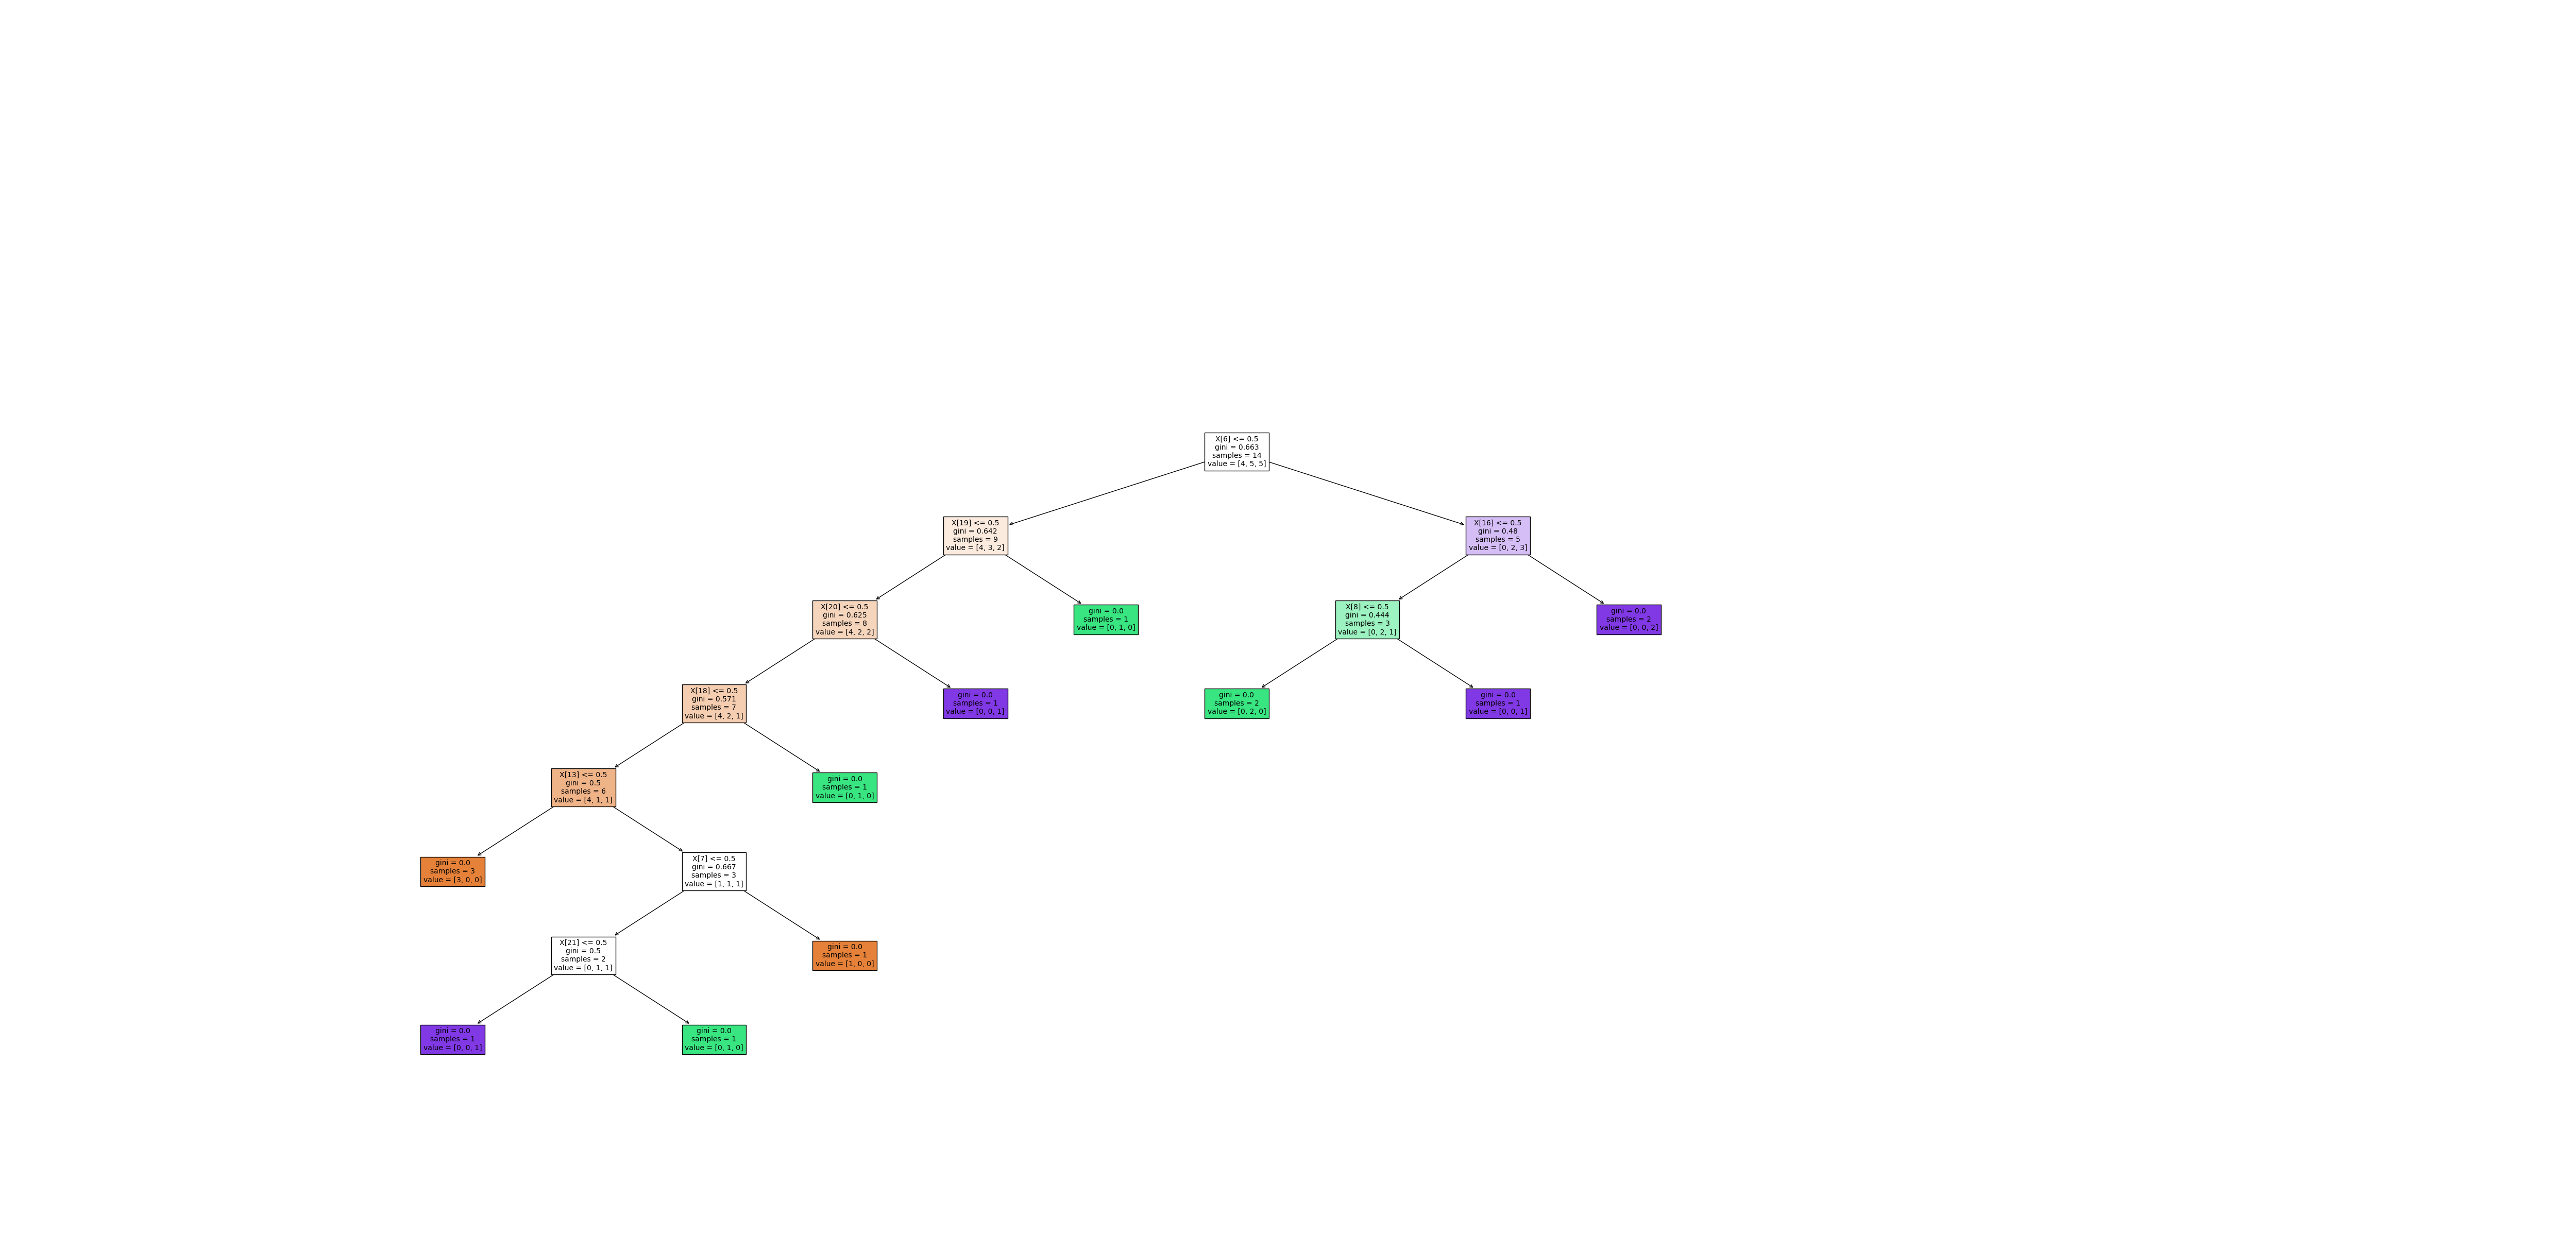 X[6] <= 0.5
gini = 0.663
samples = 14
value = [4, 5, 5]
X[19] <= 0.5
gini = 0.642
samples = 9
value = [4, 3, 2]
X[16] <= 0.5
gini = 0.48
samples = 5
value = [0, 2, 3]
X[20] <= 0.5
gini = 0.625
samples = 8
value = [4, 2, 2]
gini = 0.0
samples = 1
value = [0, 1, 0]
X[8] <= 0.5
gini = 0.444
samples = 3
value = [0, 2, 1]
gini = 0.0
samples = 2
value = [0, 0, 2]
X[18] <= 0.5
gini = 0.571
samples = 7
value = [4, 2, 1]
gini = 0.0
samples = 1
value = [0, 0, 1]
gini = 0.0
samples = 2
value = [0, 2, 0]
gini = 0.0
samples = 1
value = [0, 0, 1]
X[13] <= 0.5
gini = 0.5
samples = 6
value = [4, 1, 1]
gini = 0.0
samples = 1
value = [0, 1, 0]
gini = 0.0
samples = 3
value = [3, 0, 0]
X[7] <= 0.5
gini = 0.667
samples = 3
value = [1, 1, 1]
X[21] <= 0.5
gini = 0.5
samples = 2
value = [0, 1, 1]
gini = 0.0
samples = 1
value = [1, 0, 0]
gini = 0.0
samples = 1
value = [0, 0, 1]
gini = 0.0
samples = 1
value = [0, 1, 0]